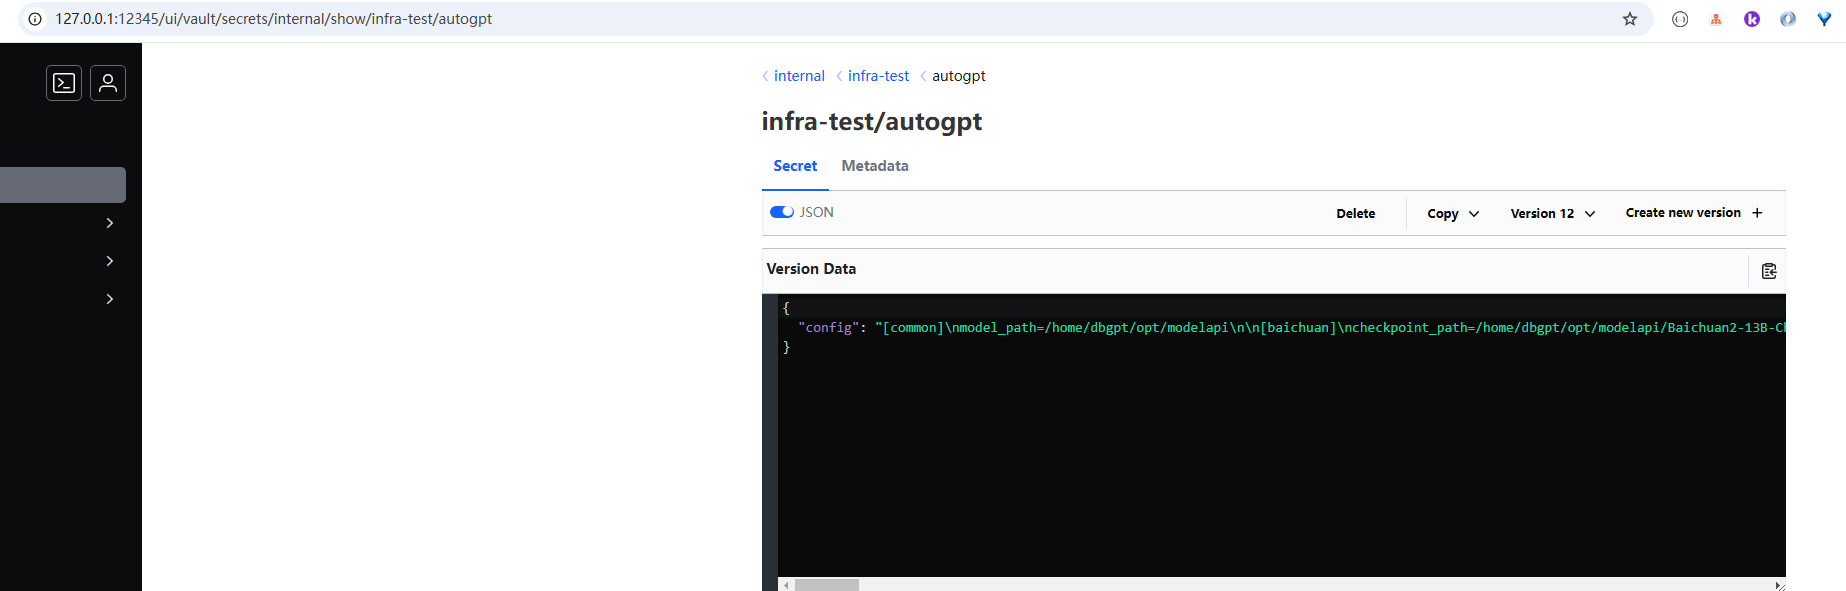 127.0.0.1:12345/ui/vault/secrets/internal/show/infra-test/autogpt
internal infra-test autogpt
infra-test/autogpt
Secret Metadata
JSON Delete Copy Version 12 Create new version +
Version Data
{
"config": "[common]\nmodel_path=/home/dbgpt/opt/modelapi\n\n[baichuan]\ncheckpoint_path=/home/dbgpt/opt/modelapi/Baichuan2-13B-C
}